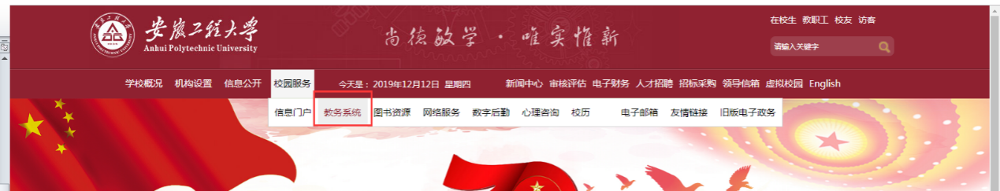 在校生 教职工 校友 访客
安徽工程大学
Anhui Polytechnic University
尚德敏学·唯实惟新
请输入关键字
学校概况 机构设置 信息公开 校园服务 今天是：2019年12月12日 星期四 新闻中心 审核评估 电子财务 人才招聘 招标采购 领导信箱 虚拟校园 English
信息门户 教务系统 图书资源 网络服务 数字后勤 心理咨询 校历 电子邮箱 友情链接 旧版电子政务